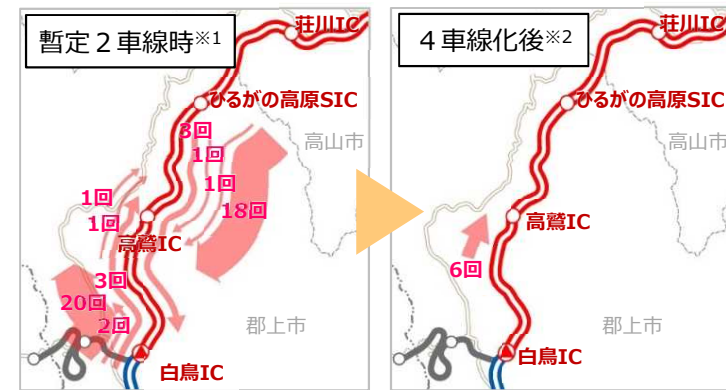 暫定２車線時※1
荘川IC
ひるがの高原SIC
3回
高山市
1回
1回
1回
18回
1回
高鷲IC
3回
20回
2回
郡上市
白鳥IC
４車線化後※2
荘川IC
ひるがの高原SIC
高山市
高鷲IC
6回
郡上市
白鳥IC